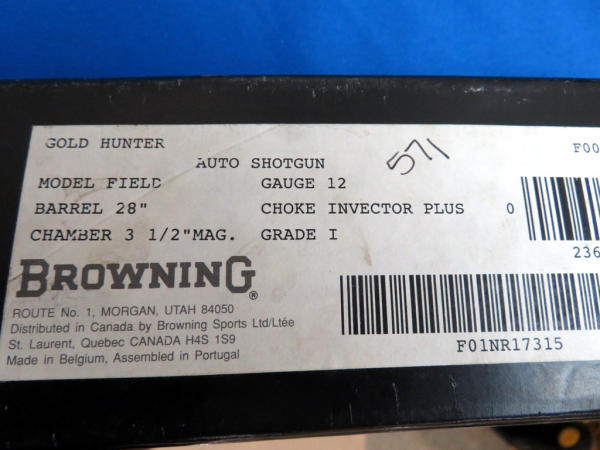 GOLD HUNTER
AUTO SHOTGUN
571
F00
MODEL FIELD GAUGE 12
BARREL 28" CHOKE INVECTOR PLUS 0
CHAMBER 3 1/2"MAG. GRADE I
236
BROWNING®
ROUTE No. 1, MORGAN, UTAH 84050
Distributed in Canada by Browning Sports Ltd/Ltée
St. Laurent, Quebec CANADA H4S 1S9
Made in Belgium, Assembled in Portugal
F01NR17315